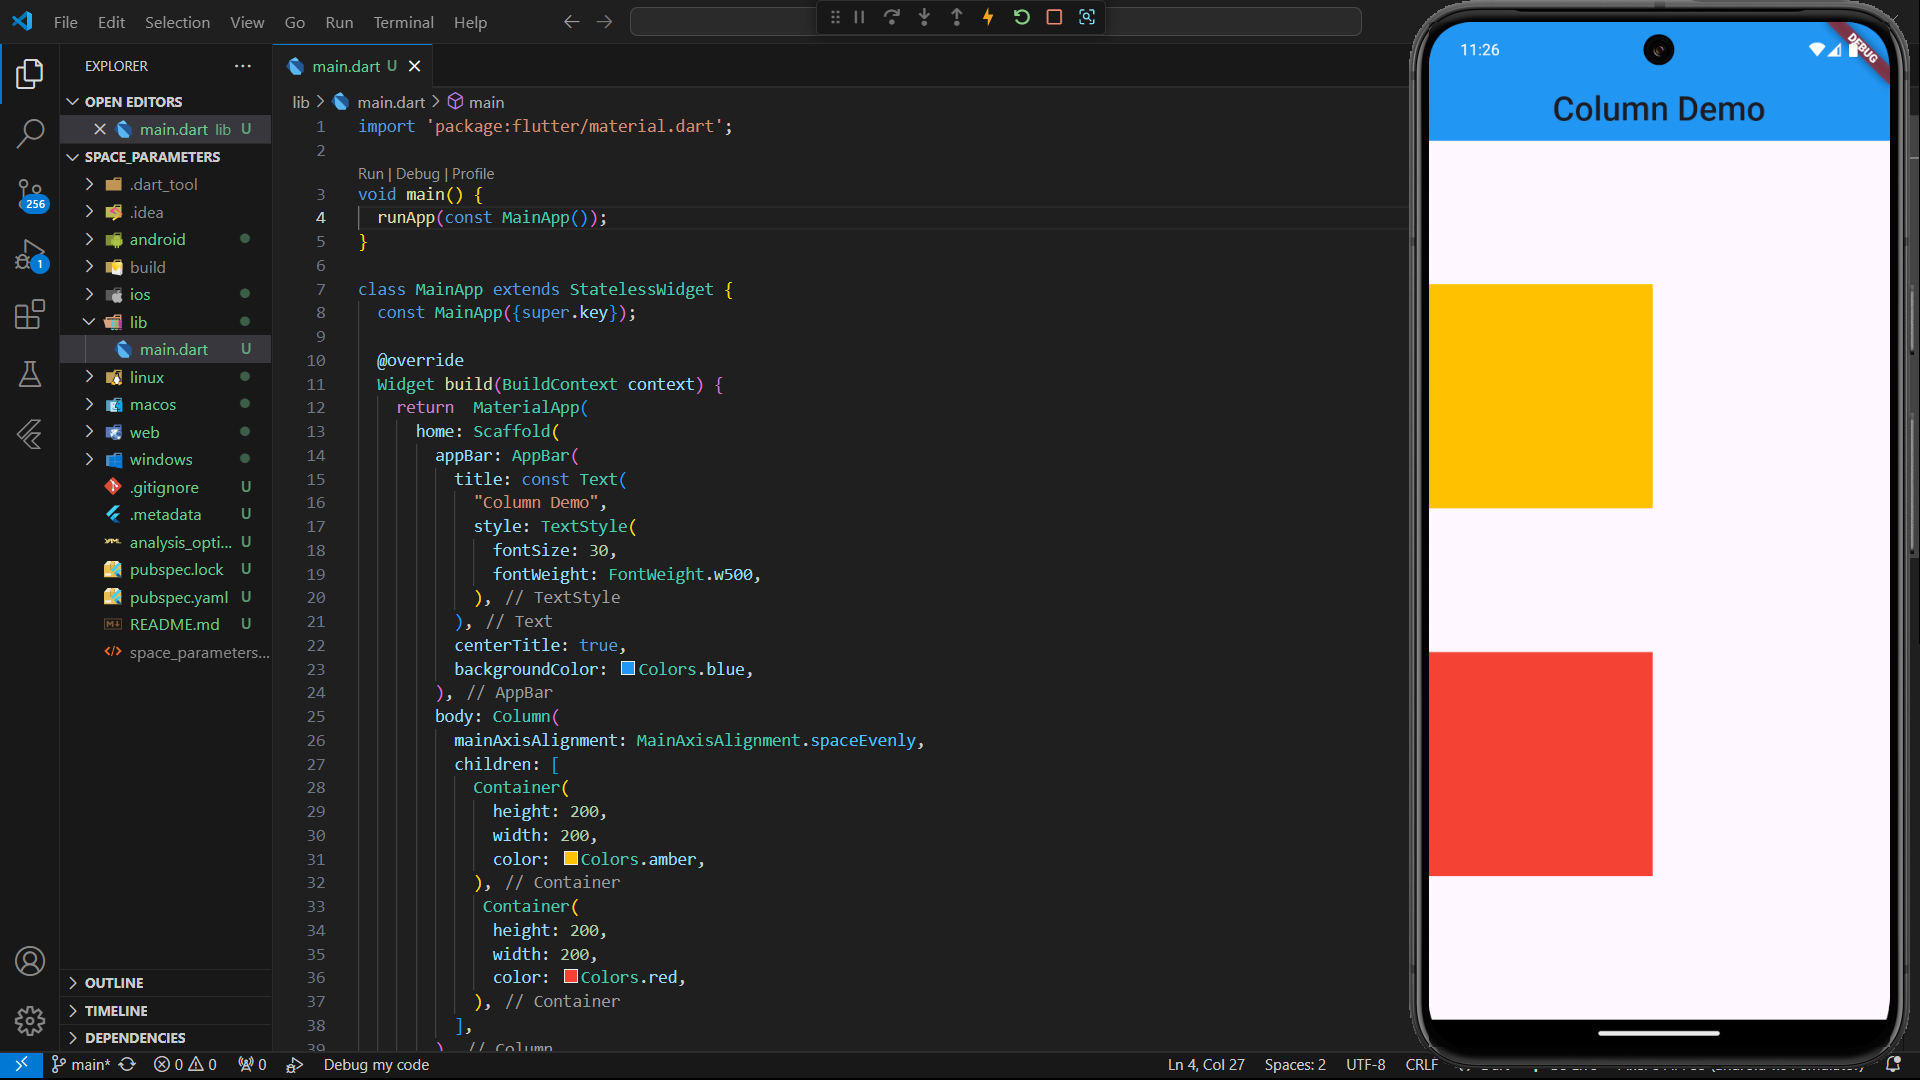 File Edit Selection View Go Run Terminal Help
EXPLORER
OPEN EDITORS
main.dart lib U
SPACE_PARAMETERS
.dart_tool
.idea
android
build
ios
lib
main.dart U
linux
macos
web
windows
.gitignore U
.metadata U
analysis_opti... U
pubspec.lock U
pubspec.yaml U
README.md U
space_parameters...
OUTLINE
TIMELINE
DEPENDENCIES
256
1
main.dart U
lib > main.dart > main
1 import 'package:flutter/material.dart';
2
Run | Debug | Profile
3 void main() {
4 runApp(const MainApp());
5 }
6
7 class MainApp extends StatelessWidget {
8 const MainApp({super.key});
9
10 @override
11 Widget build(BuildContext context) {
12 return  MaterialApp(
13 home: Scaffold(
14 appBar: AppBar(
15 title: const Text(
16 "Column Demo",
17 style: TextStyle(
18 fontSize: 30,
19 fontWeight: FontWeight.w500,
20 ), // TextStyle
21 ), // Text
22 centerTitle: true,
23 backgroundColor: Colors.blue,
24 ), // AppBar
25 body: Column(
26 mainAxisAlignment: MainAxisAlignment.spaceEvenly,
27 children: [
28 Container(
29 height: 200,
30 width: 200,
31 color: Colors.amber,
32 ), // Container
33 Container(
34 height: 200,
35 width: 200,
36 color: Colors.red,
37 ), // Container
38 ],
39 ), // Column
11:26
DEBUG
Column Demo
main* 0 0 0 Debug my code
Ln 4, Col 27 Spaces: 2 UTF-8 CRLF